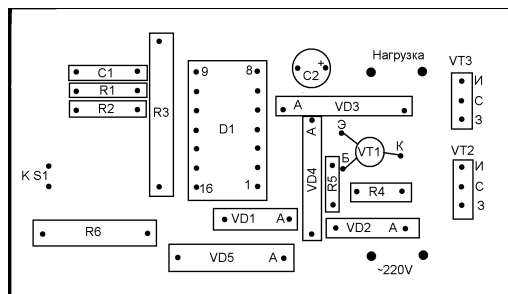 Нагрузка
VT3
C1
9
8
+
C2
И
R1
R2
R3
A
VD3
С
З
D1
Э
A
VT1
К
VT2
Б
И
К S1
16
1
VD4
R5
R4
С
З
VD1
A
R6
VD2
A
VD5
A
~220V